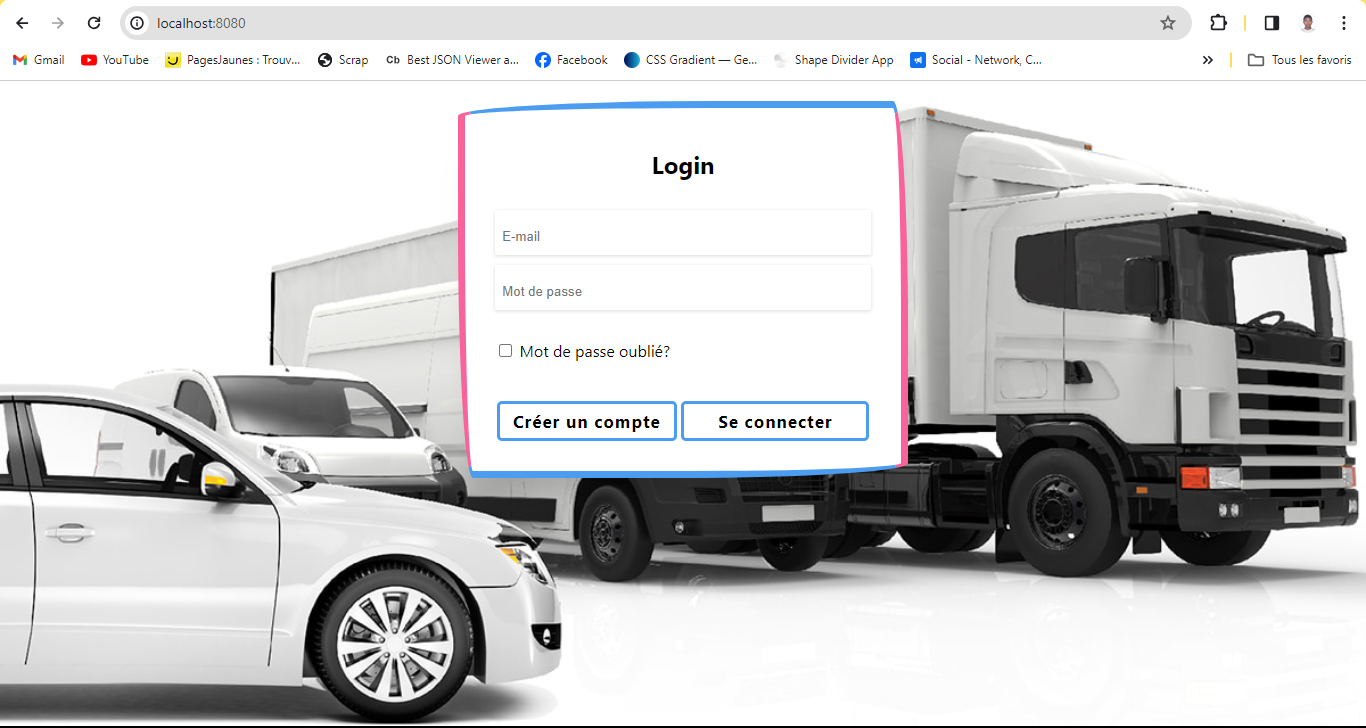 localhost:8080
Gmail YouTube PagesJaunes : Trouv... Scrap Cb Best JSON Viewer a... Facebook CSS Gradient — Ge... Shape Divider App Social - Network, C... » Tous les favoris
Login
E-mail
Mot de passe
Mot de passe oublié?
Créer un compte Se connecter